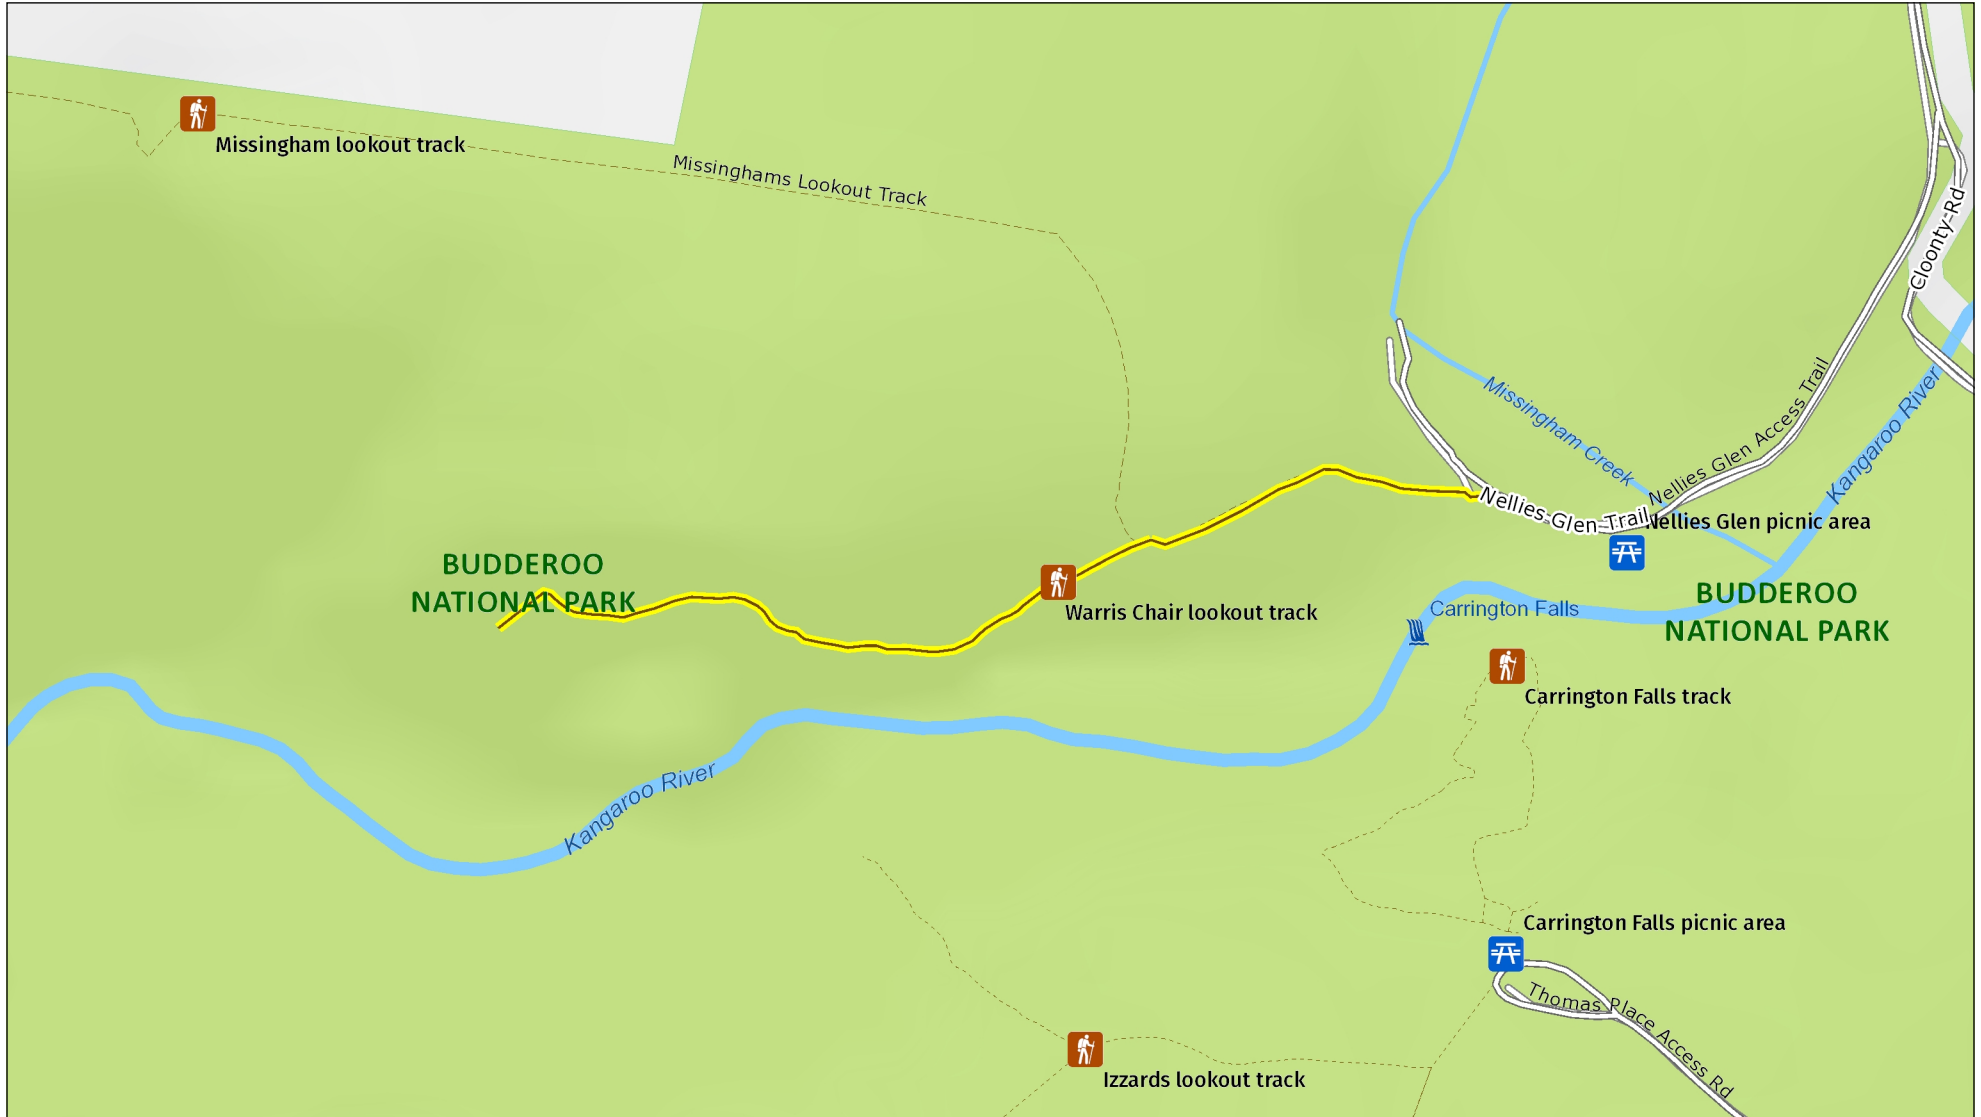 Missingham lookout track
Missinghams Lookout Track
Cloonty Rd
Missingham Creek
Nellies Glen Access Trail
Kangaroo River
Nellies Glen Trail
Nellies Glen picnic area
BUDDEROO
NATIONAL PARK
Warris Chair lookout track
Carrington Falls
BUDDEROO
NATIONAL PARK
Carrington Falls track
Kangaroo River
Carrington Falls picnic area
Thomas Place Access Rd
Izzards lookout track